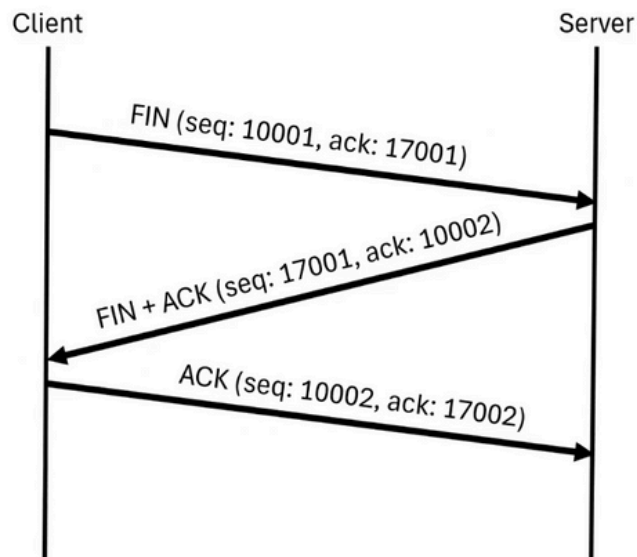 Client
Server
FIN (seq: 10001, ack: 17001)
FIN + ACK (seq: 17001, ack: 10002)
ACK (seq: 10002, ack: 17002)